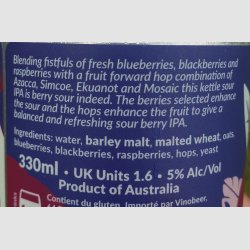 Blending fistfuls of fresh blueberries, blackberries and
raspberries with a fruit forward hop combination of
Azacca, Simcoe, Ekuanot and Mosaic this kettle sour
IPA is berry sour indeed. The berries selected enhance
the sour and the hops enhance the fruit to give a
balanced and refreshing sour berry IPA.
Ingredients: water, barley malt, malted wheat, oats,
blueberries, blackberries, raspberries, hops, yeast
330ml • UK Units 1.6 • 5% Alc/Vol
Product of Australia
Contient du gluten. Importé par Vinobeer,